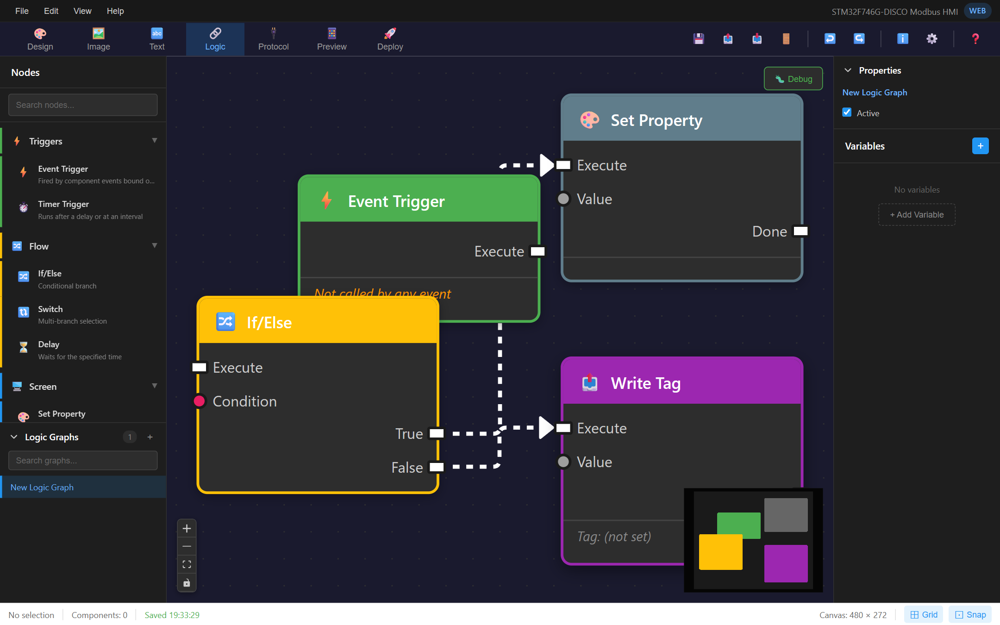 File Edit View Help
STM32F746G-DISCO Modbus HMI WEB
Design Image Text Logic Protocol Preview Deploy
Nodes
Search nodes...
Triggers
Event Trigger
Fired by component events bound o...
Timer Trigger
Runs after a delay or at an interval
Flow
If/Else
Conditional branch
Switch
Multi-branch selection
Delay
Waits for the specified time
Screen
Set Property
Logic Graphs 1 +
Search graphs...
New Logic Graph
Debug
Set Property
Execute
Value
Done
Event Trigger
Execute
Not called by any event
If/Else
Execute
Condition
True
False
Write Tag
Execute
Value
Tag: (not set)
Properties
New Logic Graph
Active
Variables +
No variables
+ Add Variable
No selection Components: 0 Saved 19:33:29
Canvas: 480 × 272 Grid Snap